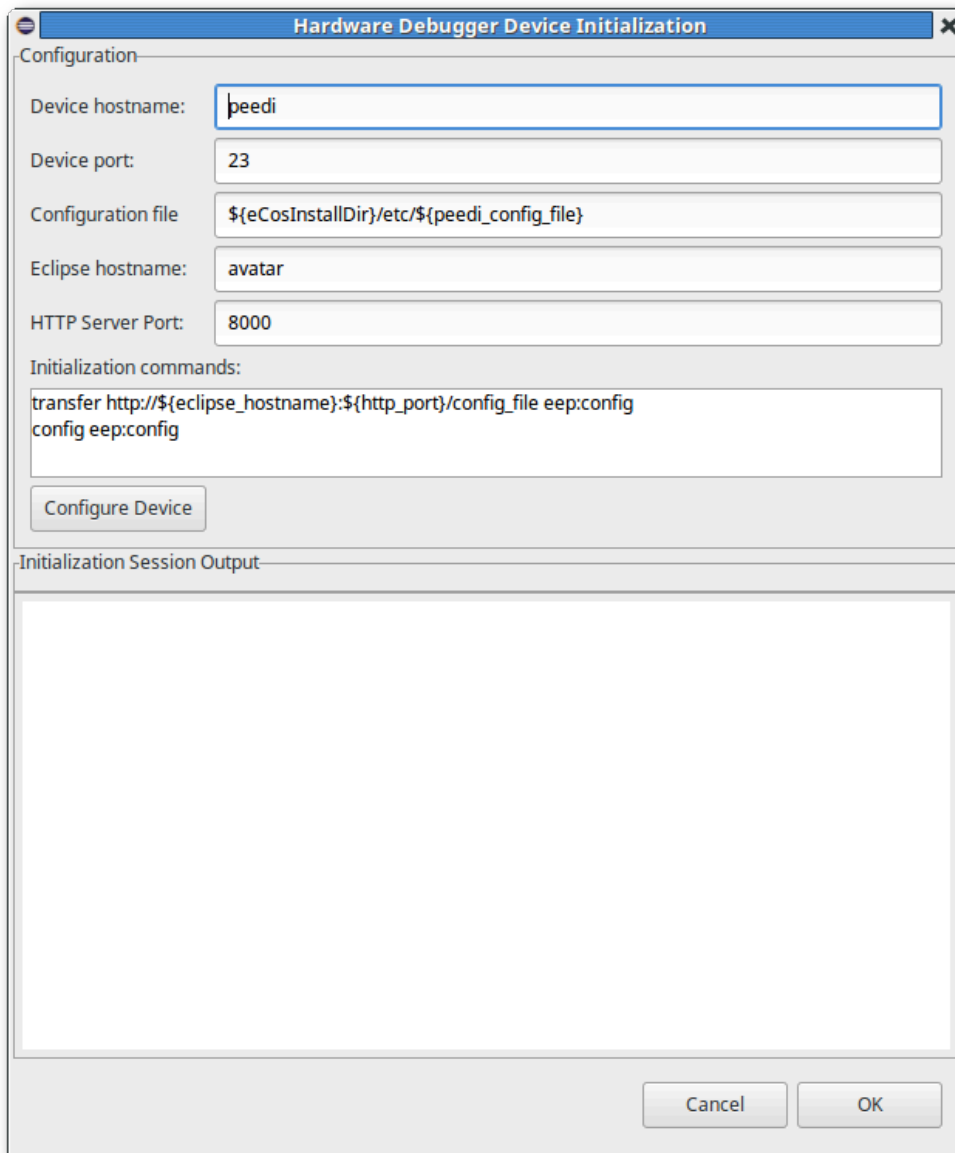 Hardware Debugger Device Initialization
Configuration
Device hostname: peedi
Device port: 23
Configuration file ${eCosInstallDir}/etc/${peedi_config_file}
Eclipse hostname: avatar
HTTP Server Port: 8000
Initialization commands:
transfer http://${eclipse_hostname}:${http_port}/config_file eep:config
config eep:config
Configure Device
Initialization Session Output
Cancel OK